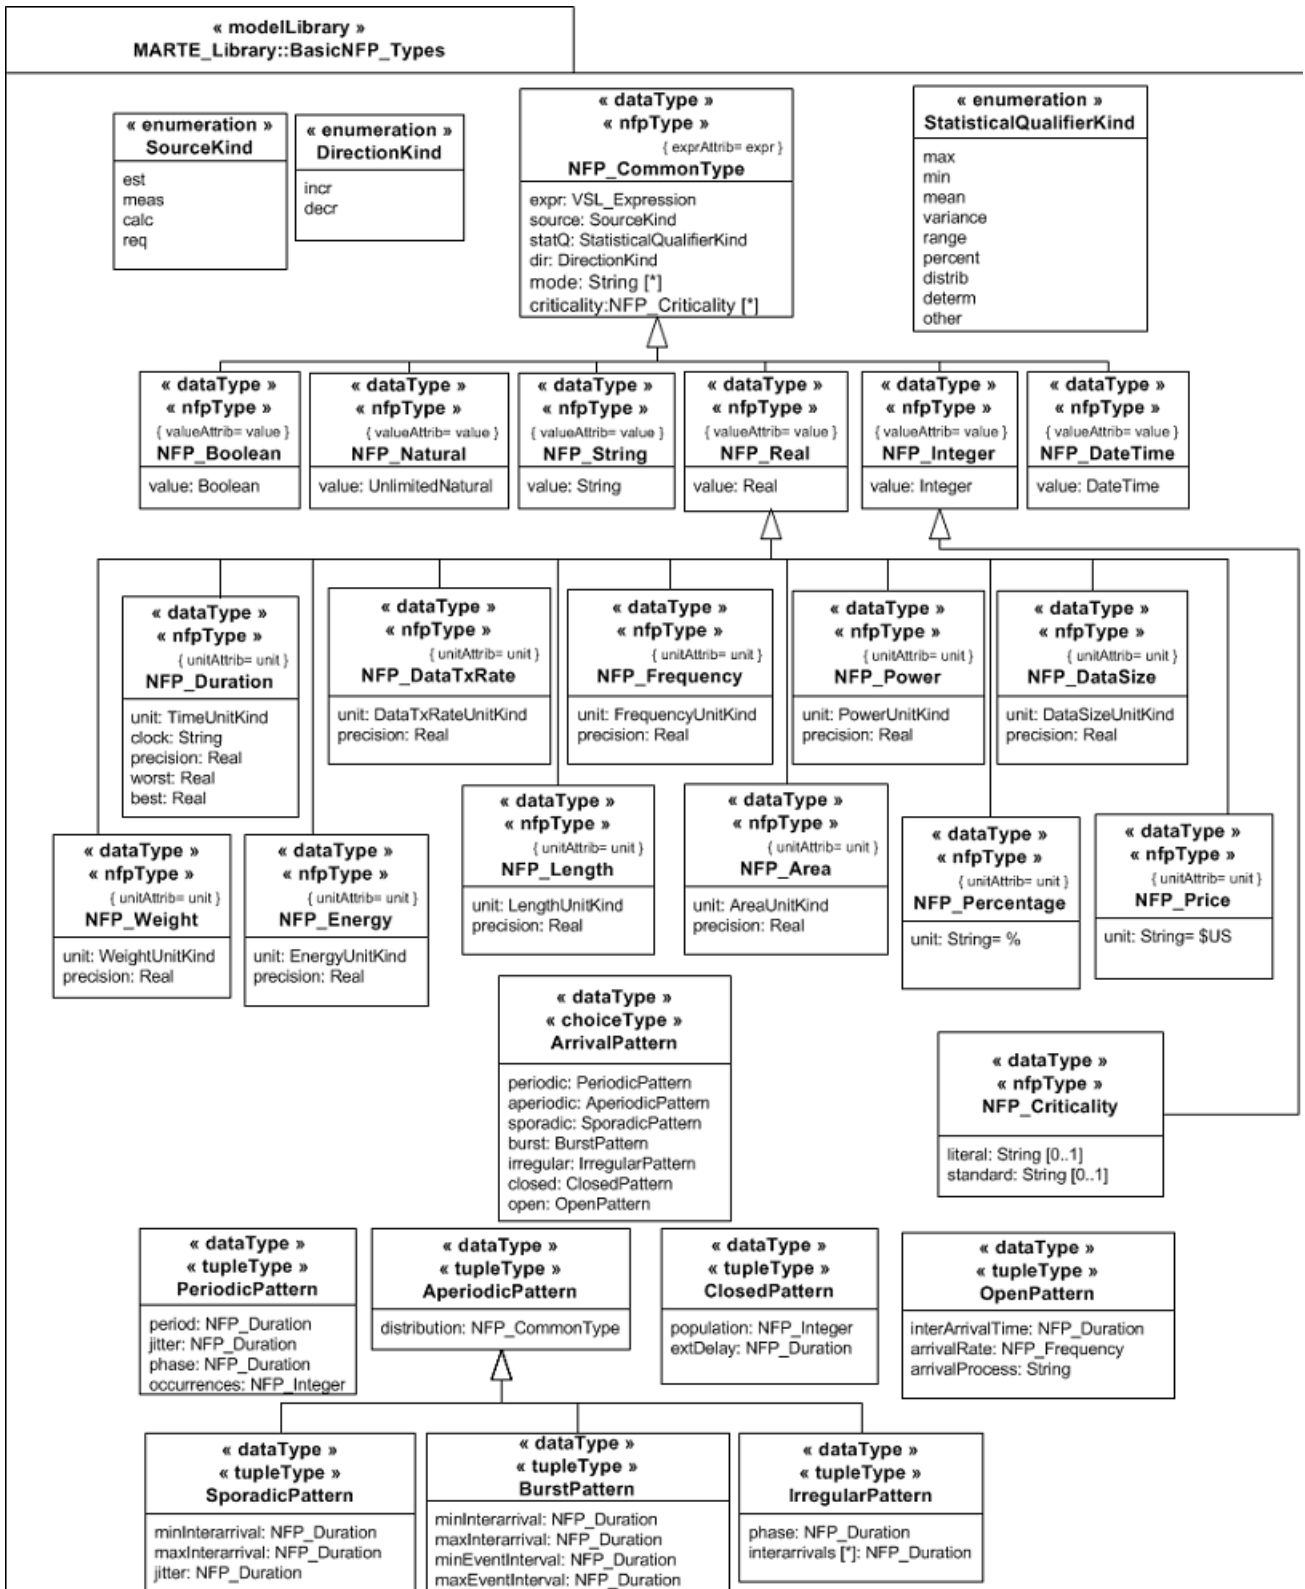 « modelLibrary »
MARTE_Library::BasicNFP_Types
« enumeration »
SourceKind
est
meas
calc
req
« enumeration »
DirectionKind
incr
decr
« dataType »
« nfpType »
{ exprAttrib= expr }
NFP_CommonType
expr: VSL_Expression
source: SourceKind
statQ: StatisticalQualifierKind
dir: DirectionKind
mode: String [*]
criticality:NFP_Criticality [*]
« enumeration »
StatisticalQualifierKind
max
min
mean
variance
range
percent
distrib
determ
other
« dataType »
« nfpType »
{ valueAttrib= value }
NFP_Boolean
value: Boolean
« dataType »
« nfpType »
{ valueAttrib= value }
NFP_Natural
value: UnlimitedNatural
« dataType »
« nfpType »
{ valueAttrib= value }
NFP_String
value: String
« dataType »
« nfpType »
{ valueAttrib= value }
NFP_Real
value: Real
« dataType »
« nfpType »
{ valueAttrib= value }
NFP_Integer
value: Integer
« dataType »
« nfpType »
{ valueAttrib= value }
NFP_DateTime
value: DateTime
« dataType »
« nfpType »
{ unitAttrib= unit }
NFP_Duration
unit: TimeUnitKind
clock: String
precision: Real
worst: Real
best: Real
« dataType »
« nfpType »
{ unitAttrib= unit }
NFP_DataTxRate
unit: DataTxRateUnitKind
precision: Real
« dataType »
« nfpType »
{ unitAttrib= unit }
NFP_Frequency
unit: FrequencyUnitKind
precision: Real
« dataType »
« nfpType »
{ unitAttrib= unit }
NFP_Power
unit: PowerUnitKind
precision: Real
« dataType »
« nfpType »
{ unitAttrib= unit }
NFP_DataSize
unit: DataSizeUnitKind
precision: Real
« dataType »
« nfpType »
{ unitAttrib= unit }
NFP_Weight
unit: WeightUnitKind
precision: Real
« dataType »
« nfpType »
{ unitAttrib= unit }
NFP_Energy
unit: EnergyUnitKind
precision: Real
« dataType »
« nfpType »
{ unitAttrib= unit }
NFP_Length
unit: LengthUnitKind
precision: Real
« dataType »
« nfpType »
{ unitAttrib= unit }
NFP_Area
unit: AreaUnitKind
precision: Real
« dataType »
« nfpType »
{ unitAttrib= unit }
NFP_Percentage
unit: String= %
« dataType »
« nfpType »
{ unitAttrib= unit }
NFP_Price
unit: String= $US
« dataType »
« choiceType »
ArrivalPattern
periodic: PeriodicPattern
aperiodic: AperiodicPattern
sporadic: SporadicPattern
burst: BurstPattern
irregular: IrregularPattern
closed: ClosedPattern
open: OpenPattern
« dataType »
« nfpType »
NFP_Criticality
literal: String [0..1]
standard: String [0..1]
« dataType »
« tupleType »
PeriodicPattern
period: NFP_Duration
jitter: NFP_Duration
phase: NFP_Duration
occurrences: NFP_Integer
« dataType »
« tupleType »
AperiodicPattern
distribution: NFP_CommonType
« dataType »
« tupleType »
ClosedPattern
population: NFP_Integer
extDelay: NFP_Duration
« dataType »
« tupleType »
OpenPattern
interArrivalTime: NFP_Duration
arrivalRate: NFP_Frequency
arrivalProcess: String
« dataType »
« tupleType »
SporadicPattern
minInterarrival: NFP_Duration
maxInterarrival: NFP_Duration
jitter: NFP_Duration
« dataType »
« tupleType »
BurstPattern
minInterarrival: NFP_Duration
maxInterarrival: NFP_Duration
minEventInterval: NFP_Duration
maxEventInterval: NFP_Duration
« dataType »
« tupleType »
IrregularPattern
phase: NFP_Duration
interarrivals [*]: NFP_Duration